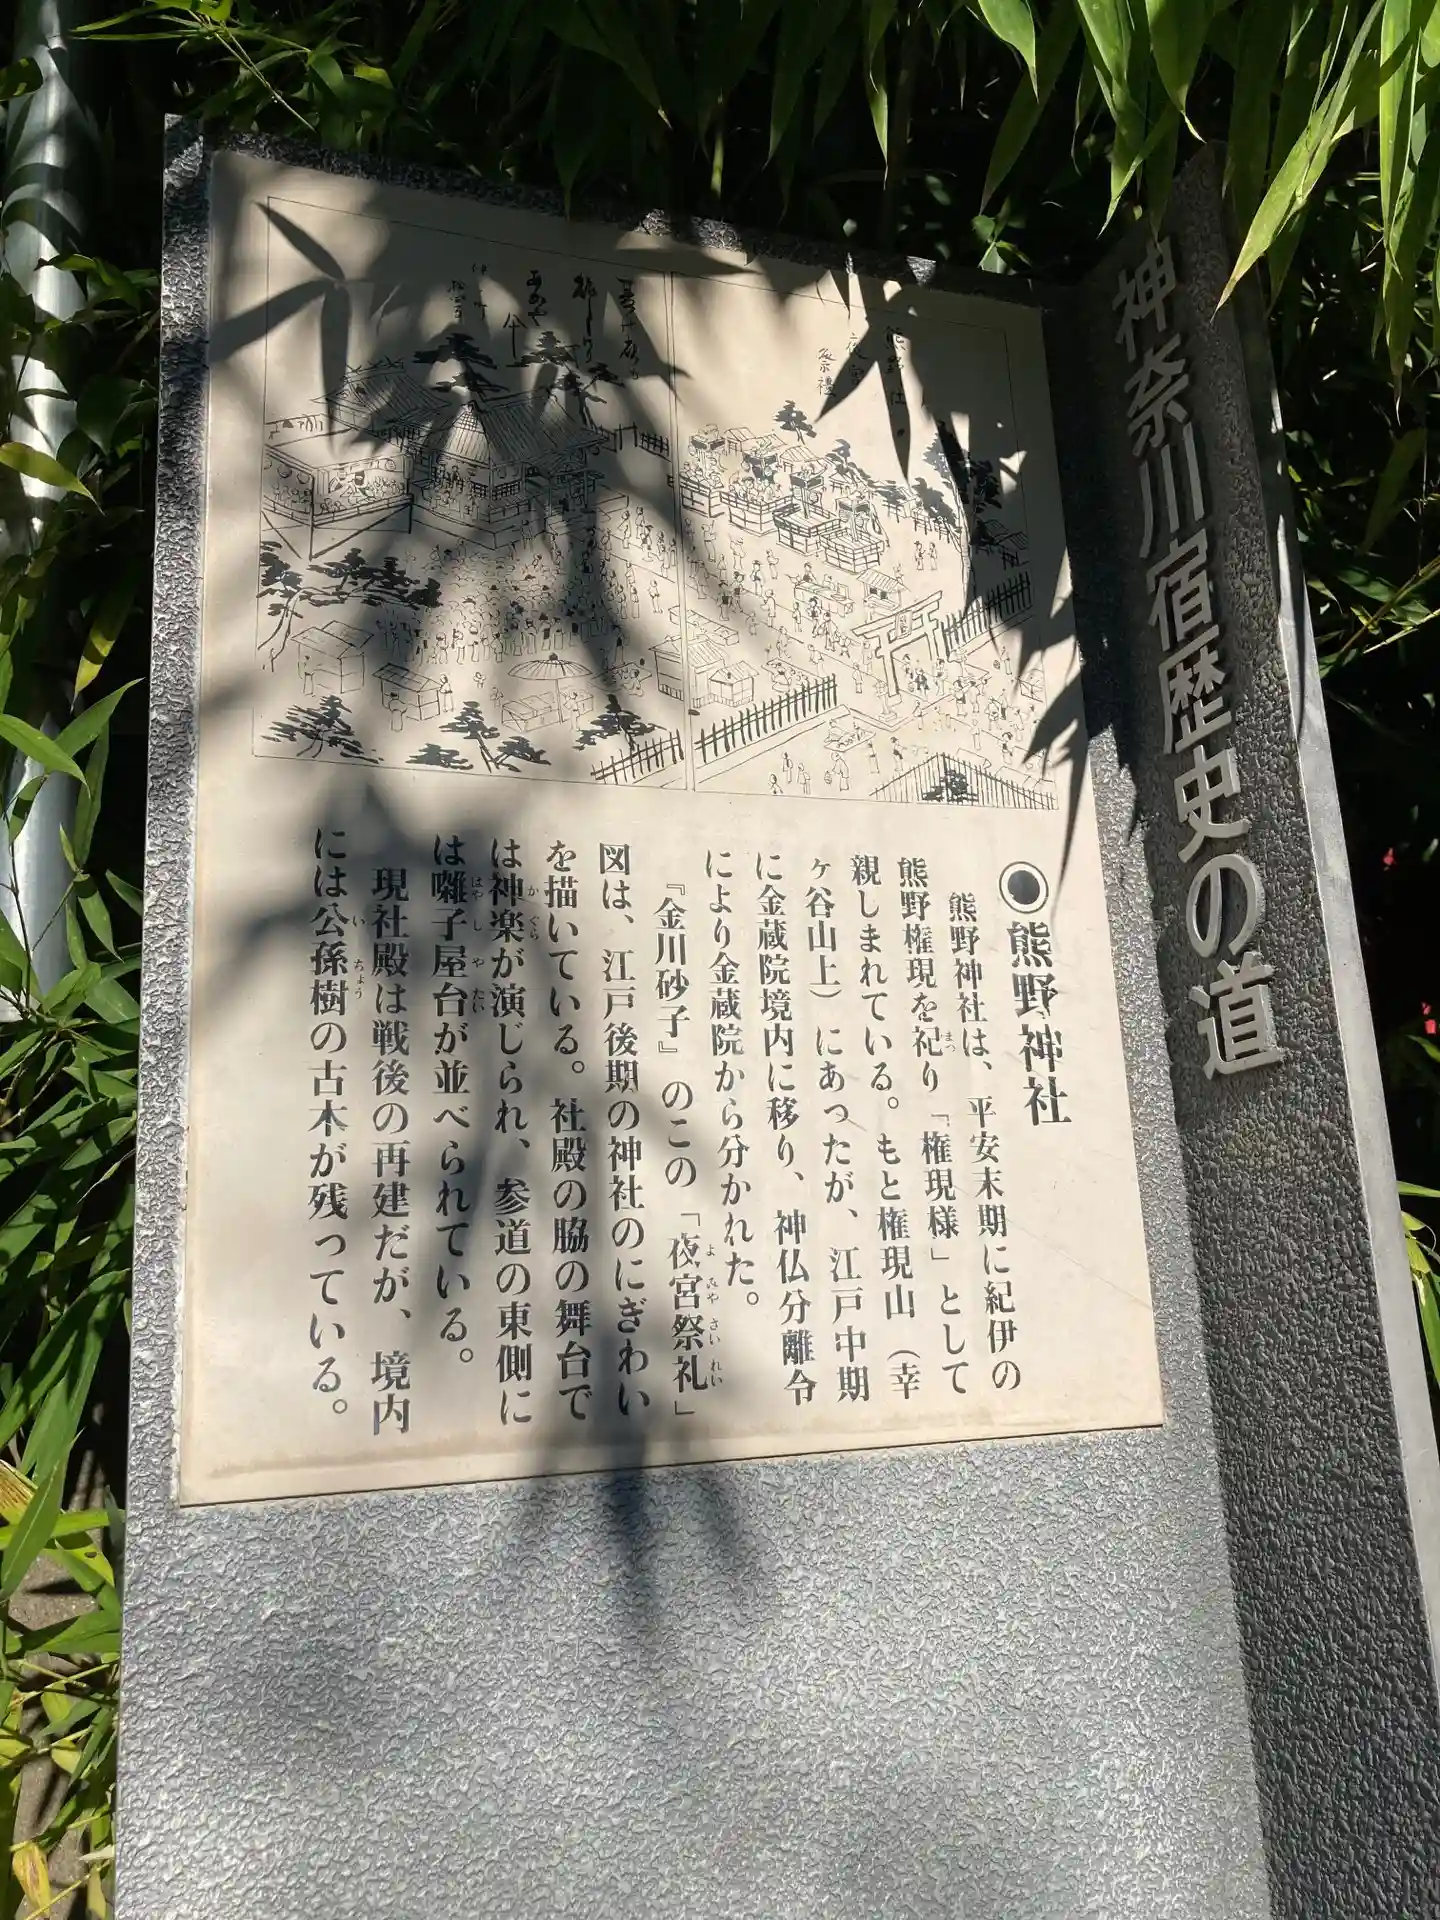 神奈川宿歴史の道
熊野社
夜宮
祭禮
熊野神社
熊野神社は、平安末期に紀伊の
熊野権現を祀り「権現様」として
親しまれている。もと権現山（幸
ヶ谷山上）にあったが、江戸中期
に金蔵院境内に移り、神仏分離令
により金蔵院から分かれた。
『金川砂子』のこの「夜宮祭礼」
図は、江戸後期の神社のにぎわい
を描いている。社殿の脇の舞台で
は神楽が演じられ、参道の東側に
は囃子屋台が並べられている。
現社殿は戦後の再建だが、境内
には公孫樹の古木が残っている。